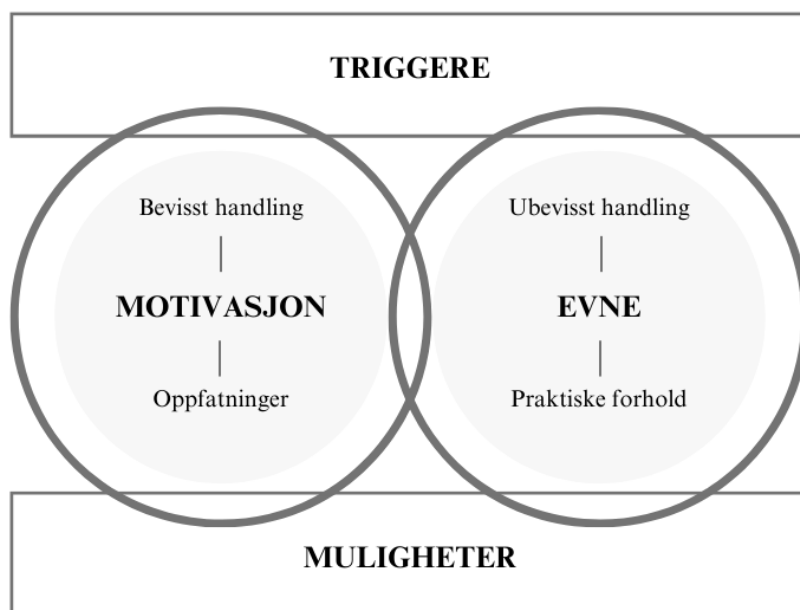 TRIGGERE
Bevisst handling
MOTIVASJON
Oppfatninger
Ubevisst handling
EVNE
Praktiske forhold
MULIGHETER